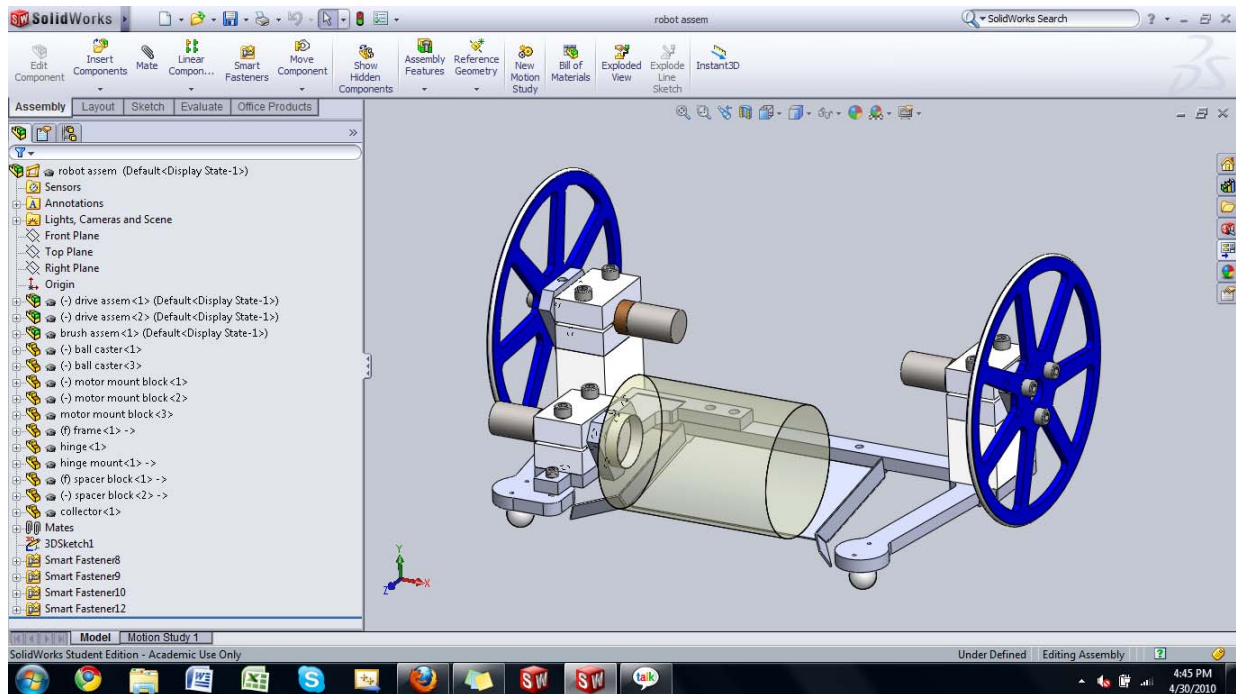 SolidWorks
robot assem
SolidWorks Search
Edit Component
Insert Components
Mate
Linear Compon...
Smart Fasteners
Move Component
Show Hidden Components
Assembly Features
Reference Geometry
New Motion Study
Bill of Materials
Exploded View
Explode Line Sketch
Instant3D
Assembly Layout Sketch Evaluate Office Products
robot assem (Default<Display State-1>)
Sensors
Annotations
Lights, Cameras and Scene
Front Plane
Top Plane
Right Plane
Origin
(-) drive assem<1> (Default<Display State-1>)
(-) drive assem<2> (Default<Display State-1>)
brush assem<1> (Default<Display State-1>)
(-) ball caster<1>
(-) ball caster<3>
(-) motor mount block<1>
(-) motor mount block<2>
motor mount block<3>
(f) frame<1> ->
hinge<1>
hinge mount<1> ->
(f) spacer block<1> ->
(-) spacer block<2> ->
collector<1>
Mates
3DSketch1
Smart Fastener8
Smart Fastener9
Smart Fastener10
Smart Fastener12
Y
X
Z
Model Motion Study 1
SolidWorks Student Edition - Academic Use Only
Under Defined Editing Assembly
talk
4:45 PM
4/30/2010